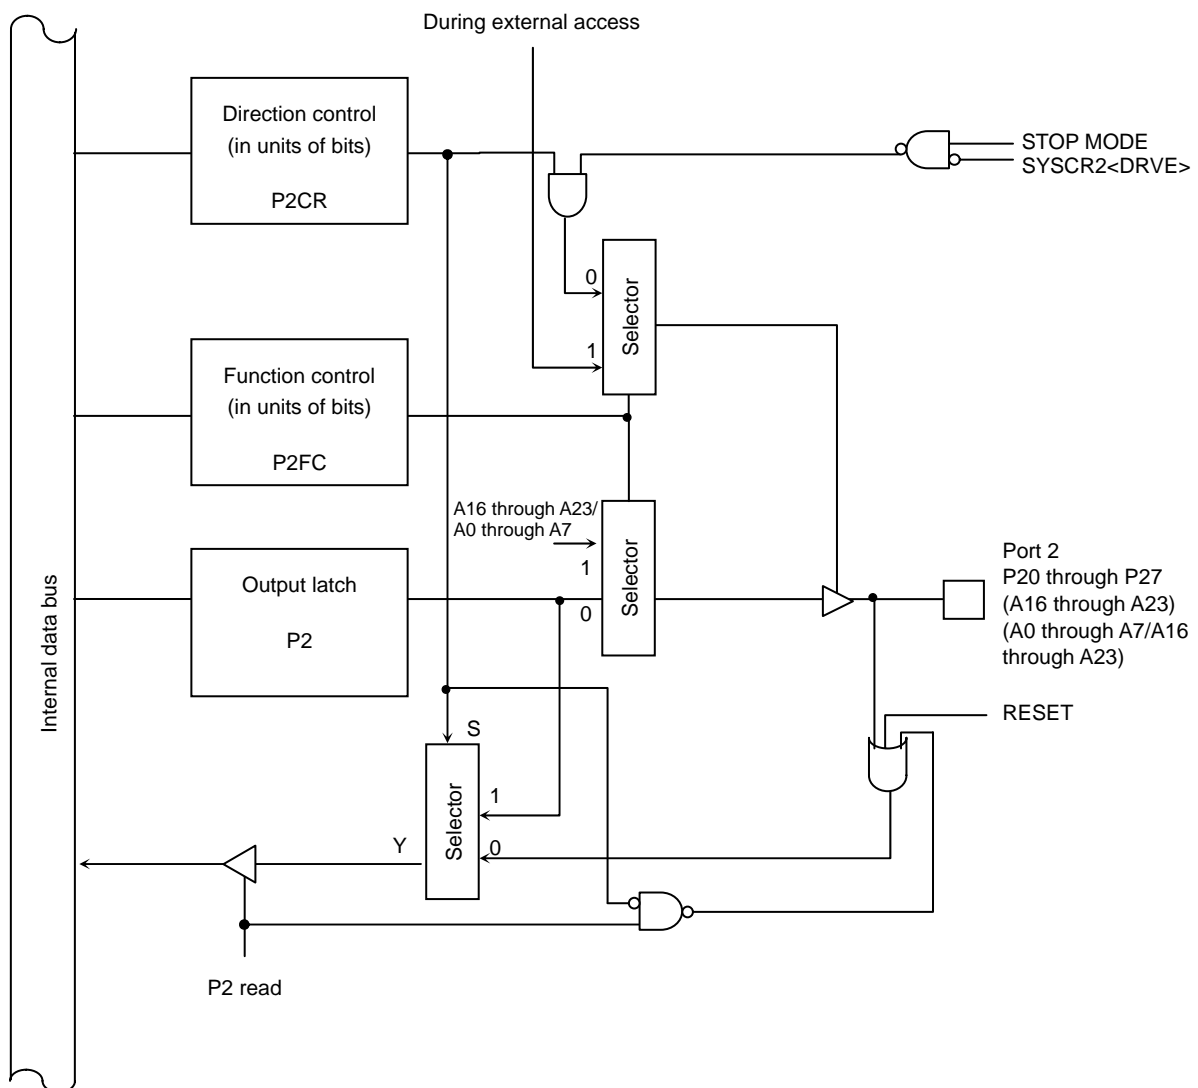 During external access
Direction control
(in units of bits)
P2CR
STOP MODE
SYSCR2<DRVE>
0
Selector
1
Function control
(in units of bits)
P2FC
A16 through A23/
A0 through A7
1
Selector
0
Output latch
P2
Internal data bus
Port 2
P20 through P27
(A16 through A23)
(A0 through A7/A16
through A23)
RESET
S
Selector
1
Y
0
P2 read